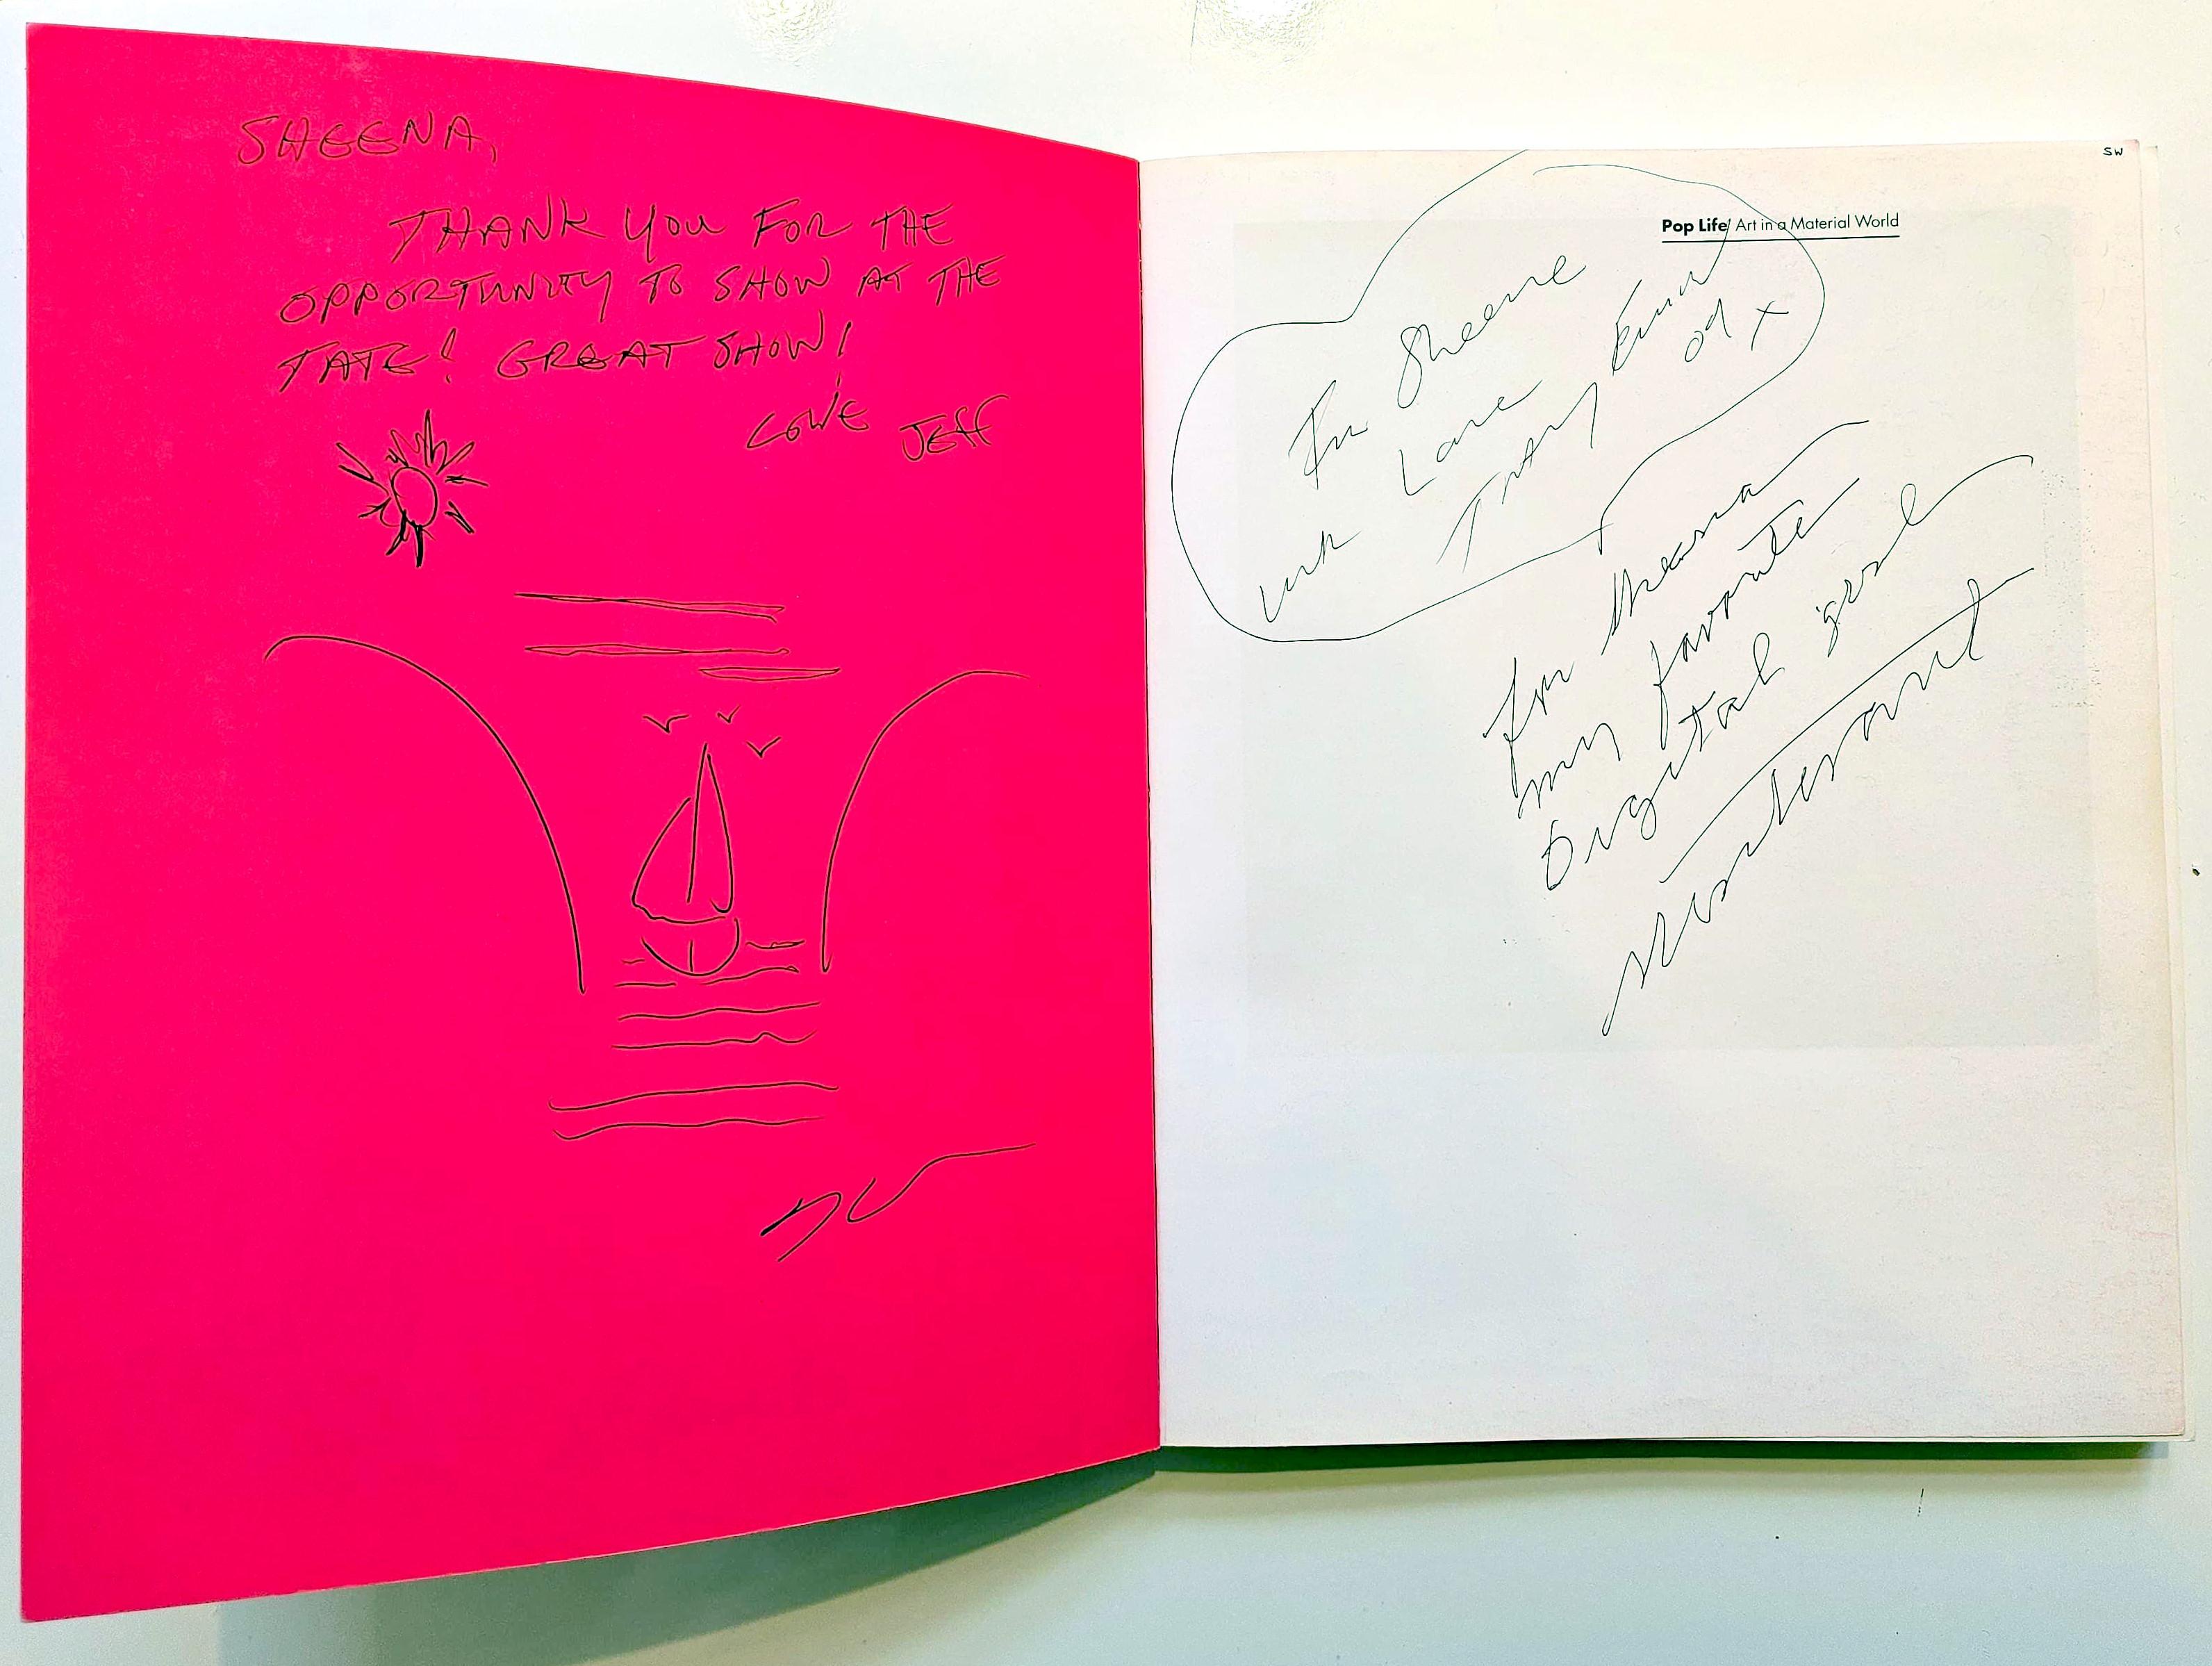 SHEENA,
THANK YOU FOR THE
OPPORTUNITY TO SHOW AT THE
TATE! GREAT SHOW!
LOVE JEFF
SW
Pop Life Art in a Material World
For Sheena
with Love
Tracey Emin
x
for Sheena
my favorite
Digital girl